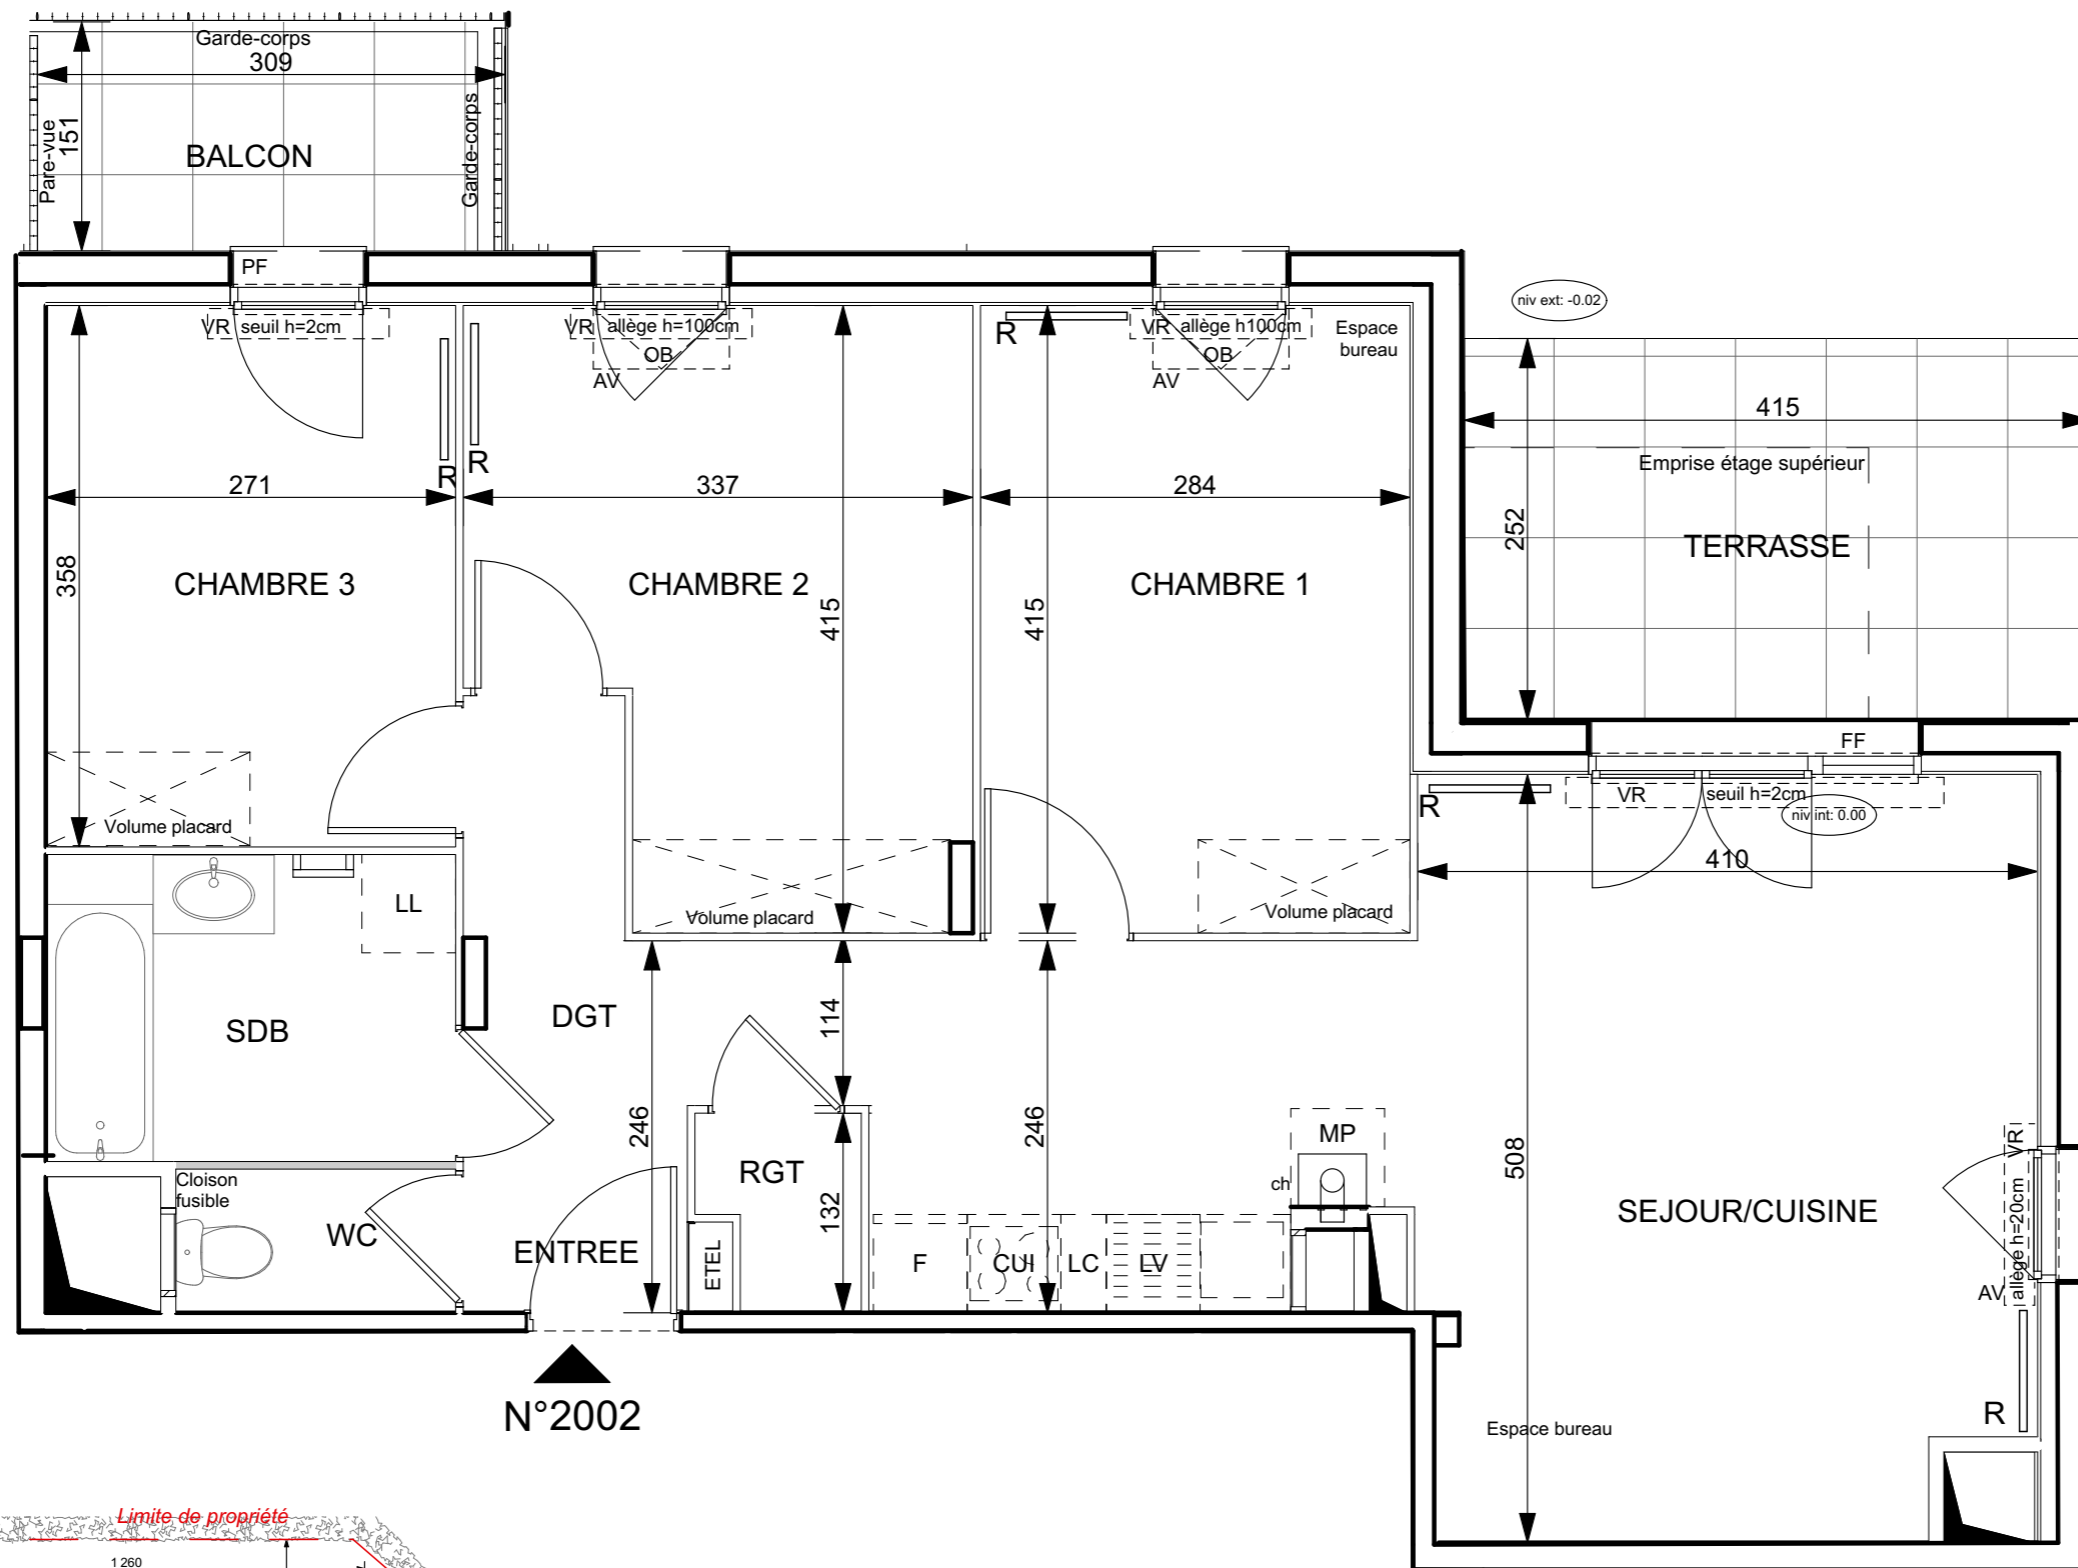 Garde-corps
309
Pare-vue
151
Garde-corps
BALCON
PF
VR seuil h=2cm
VR allège h=100cm
OB
AV
R
VR allège h100cm
OB
AV
Espace
bureau
niv ext: -0.02
R
R
415
Emprise étage supérieur
252
TERRASSE
271
337
284
358
CHAMBRE 3
CHAMBRE 2
415
415
CHAMBRE 1
FF
VR
seuil h=2cm
niv int: 0.00
R
410
Volume placard
Volume placard
Volume placard
LL
SDB
DGT
114
246
246
RGT
132
MP
ch
508
SEJOUR/CUISINE
VR
allège h=20cm
AV
Cloison
fusible
WC
ENTREE
ETEL
F
CUI
LC
LV
R
N°2002
Espace bureau
Limite de propriété
1 260